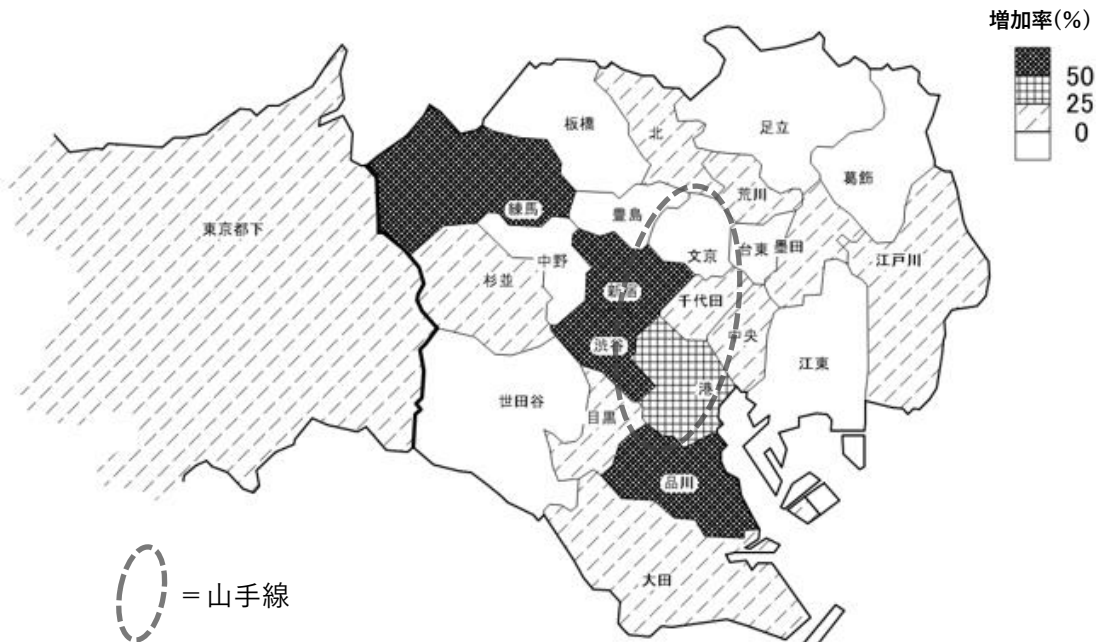 増加率(%)
50
25
0
板橋
北
足立
葛飾
荒川
練馬
豊島
東京都下
文京
台東
墨田
江戸川
中野
杉並
新宿
千代田
中央
渋谷
江東
港
世田谷
目黒
品川
大田
=山手線